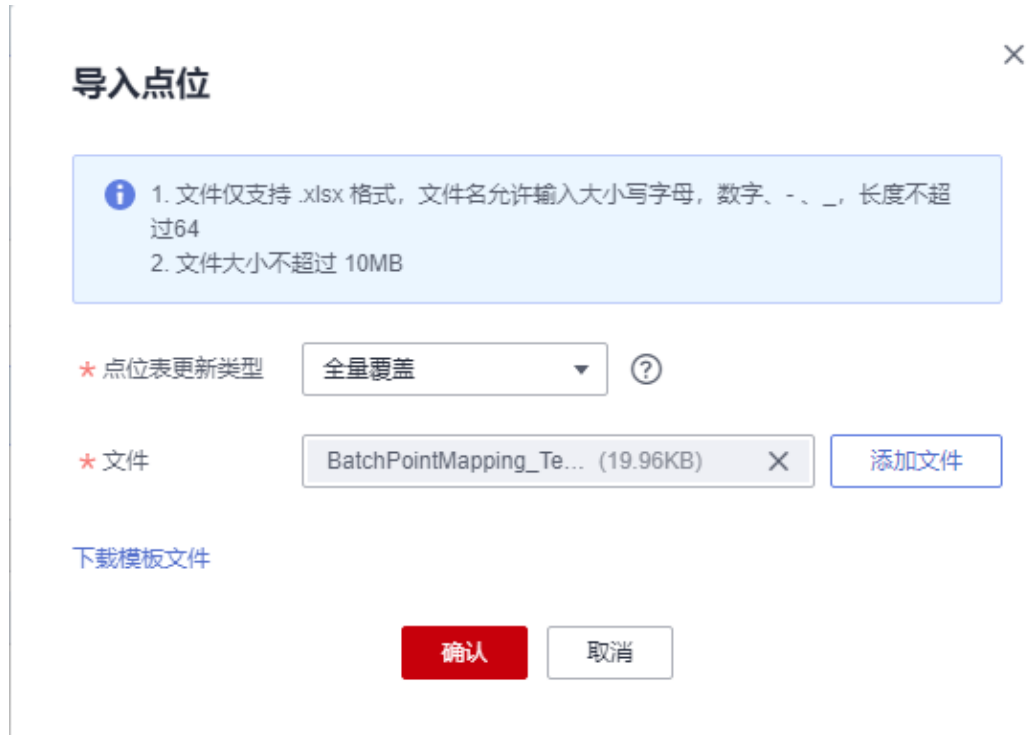 导入点位
1. 文件仅支持 .xlsx 格式，文件名允许输入大小写字母，数字、- 、_，长度不超
过64
2. 文件大小不超过 10MB
* 点位表更新类型 全量覆盖
* 文件 BatchPointMapping_Te... (19.96KB) 添加文件
下载模板文件
确认 取消